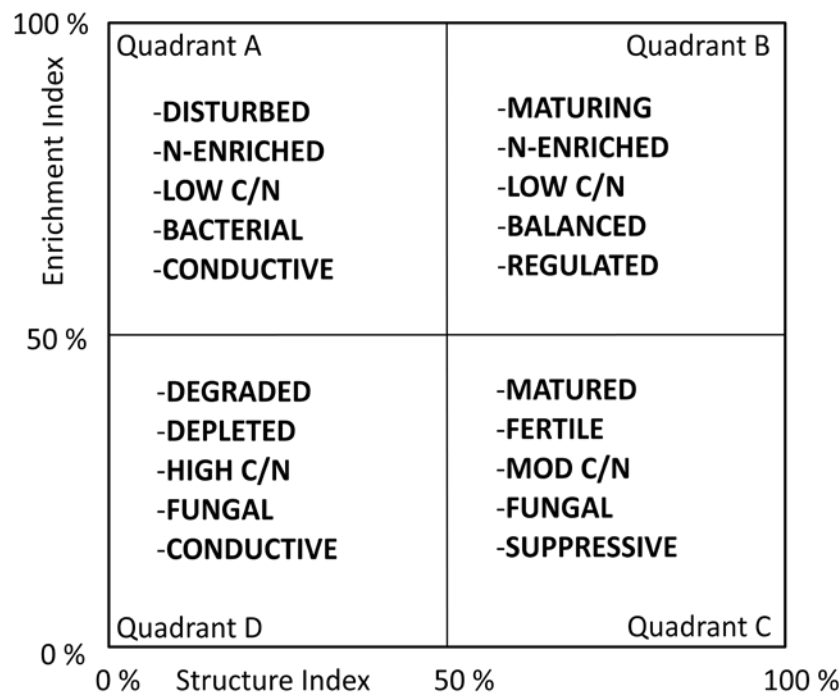 100 %
Enrichment Index
Quadrant A
-DISTURBED
-N-ENRICHED
-LOW C/N
-BACTERIAL
-CONDUCTIVE
Quadrant B
-MATURING
-N-ENRICHED
-LOW C/N
-BALANCED
-REGULATED
50 %
-DEGRADED
-DEPLETED
-HIGH C/N
-FUNGAL
-CONDUCTIVE
Quadrant D
-MATURED
-FERTILE
-MOD C/N
-FUNGAL
-SUPPRESSIVE
Quadrant C
0 %
0 % Structure Index 50 % 100 %